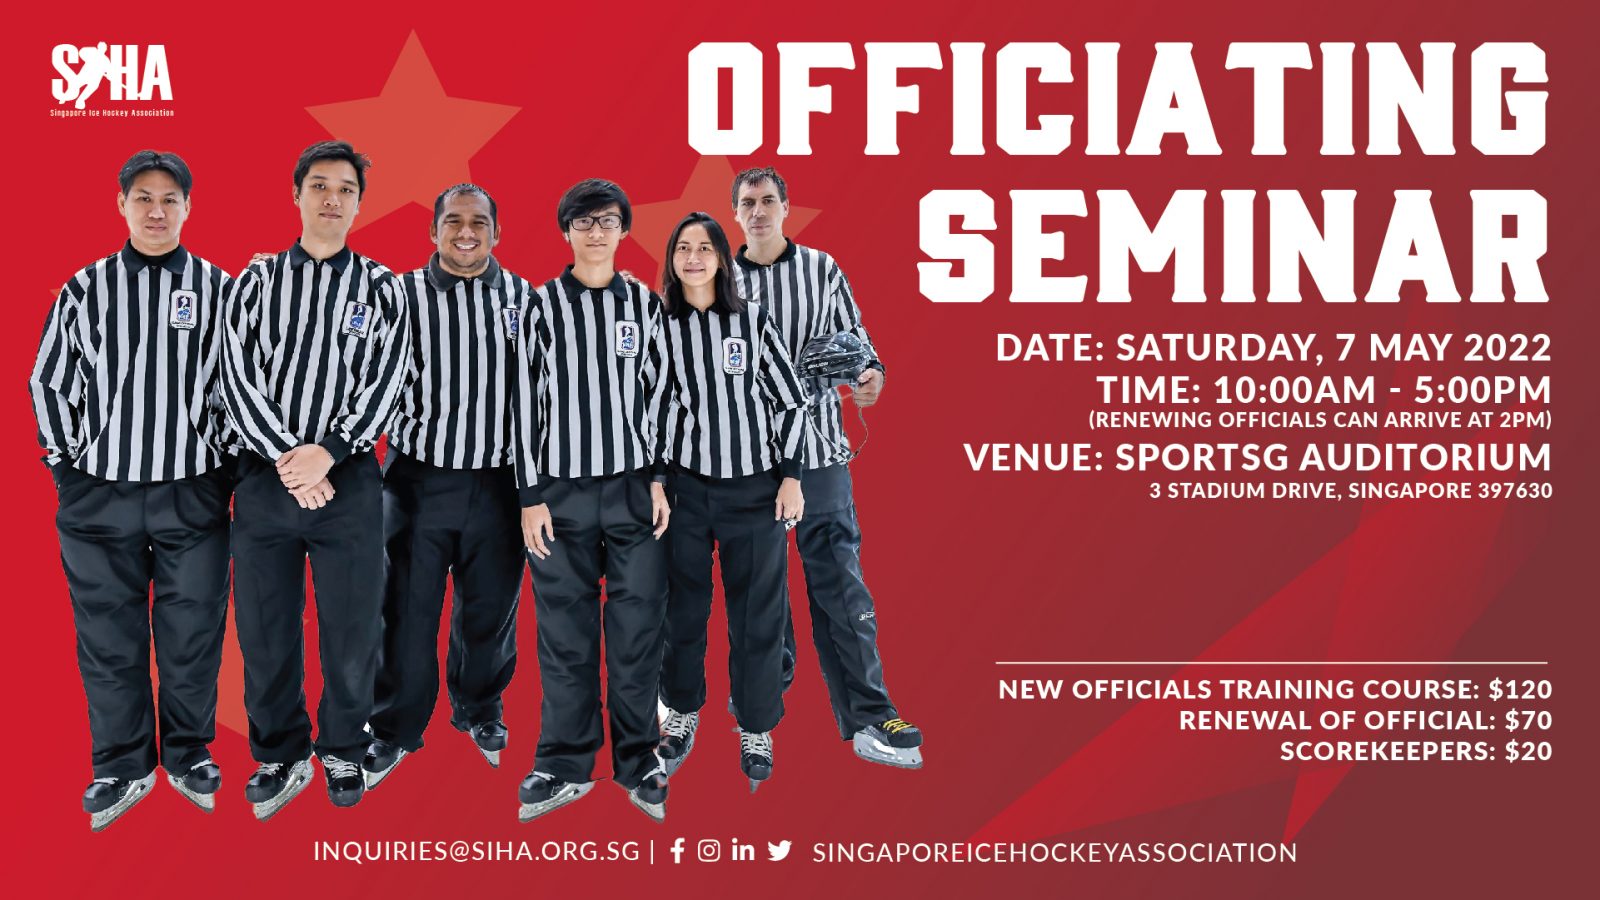 SIHA
Singapore Ice Hockey Association
OFFICIATING
SEMINAR
DATE: SATURDAY, 7 MAY 2022
TIME: 10:00AM - 5:00PM
(RENEWING OFFICIALS CAN ARRIVE AT 2PM)
VENUE: SPORTSG AUDITORIUM
3 STADIUM DRIVE, SINGAPORE 397630
NEW OFFICIALS TRAINING COURSE: $120
RENEWAL OF OFFICIAL: $70
SCOREKEEPERS: $20
INQUIRIES@SIHA.ORG.SG | SINGAPOREICEHOCKEYASSOCIATION